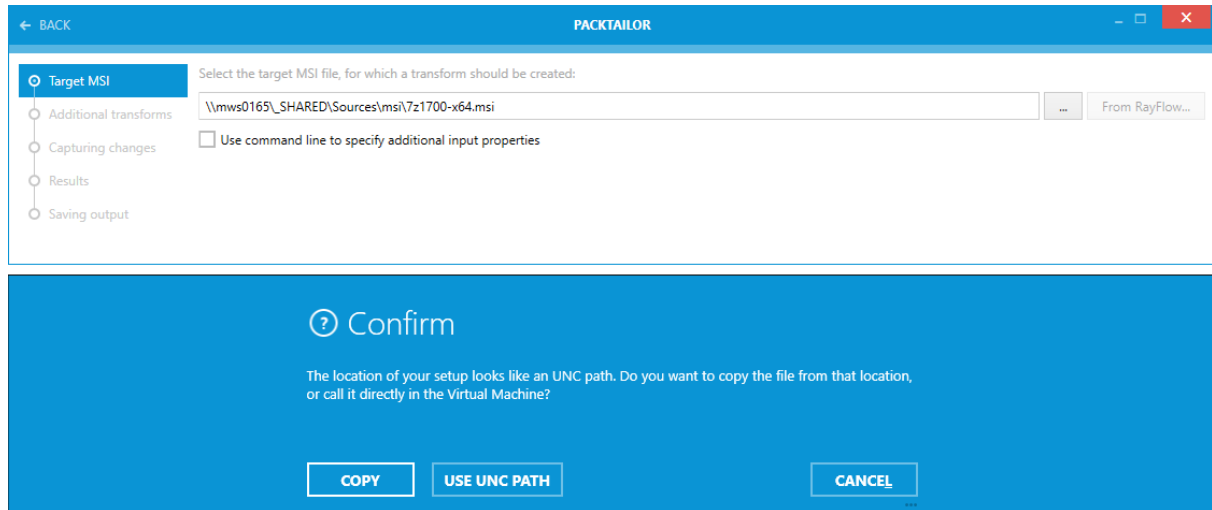 ← BACK
PACKTAILOR
Target MSI
Additional transforms
Capturing changes
Results
Saving output
Select the target MSI file, for which a transform should be created:
\\mws0165\_SHARED\Sources\msi\7z1700-x64.msi
...
From RayFlow...
Use command line to specify additional input properties
Confirm
The location of your setup looks like an UNC path. Do you want to copy the file from that location,
or call it directly in the Virtual Machine?
COPY
USE UNC PATH
CANCEL
...